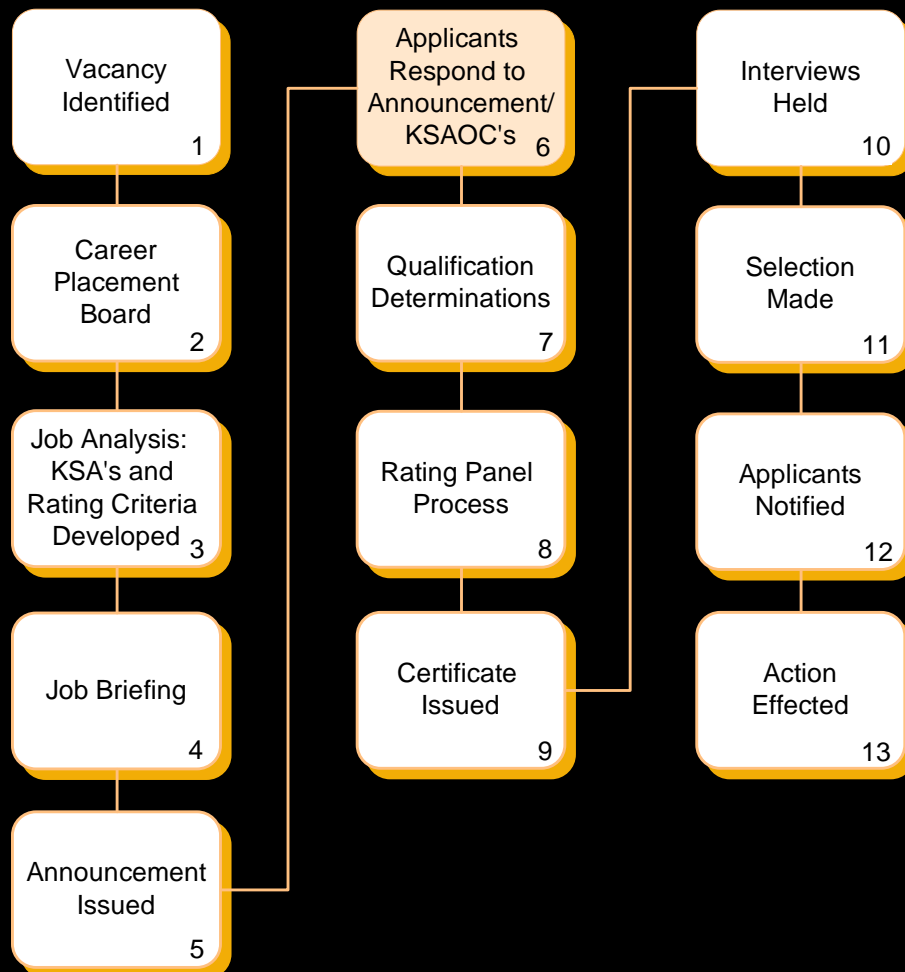 Vacancy
Identified
1
Career
Placement
Board
2
Job Analysis:
KSA's and
Rating Criteria
Developed
3
Job Briefing
4
Announcement
Issued
5
Applicants
Respond to
Announcement/
KSAOC's
6
Qualification
Determinations
7
Rating Panel
Process
8
Certificate
Issued
9
Interviews
Held
10
Selection
Made
11
Applicants
Notified
12
Action
Effected
13